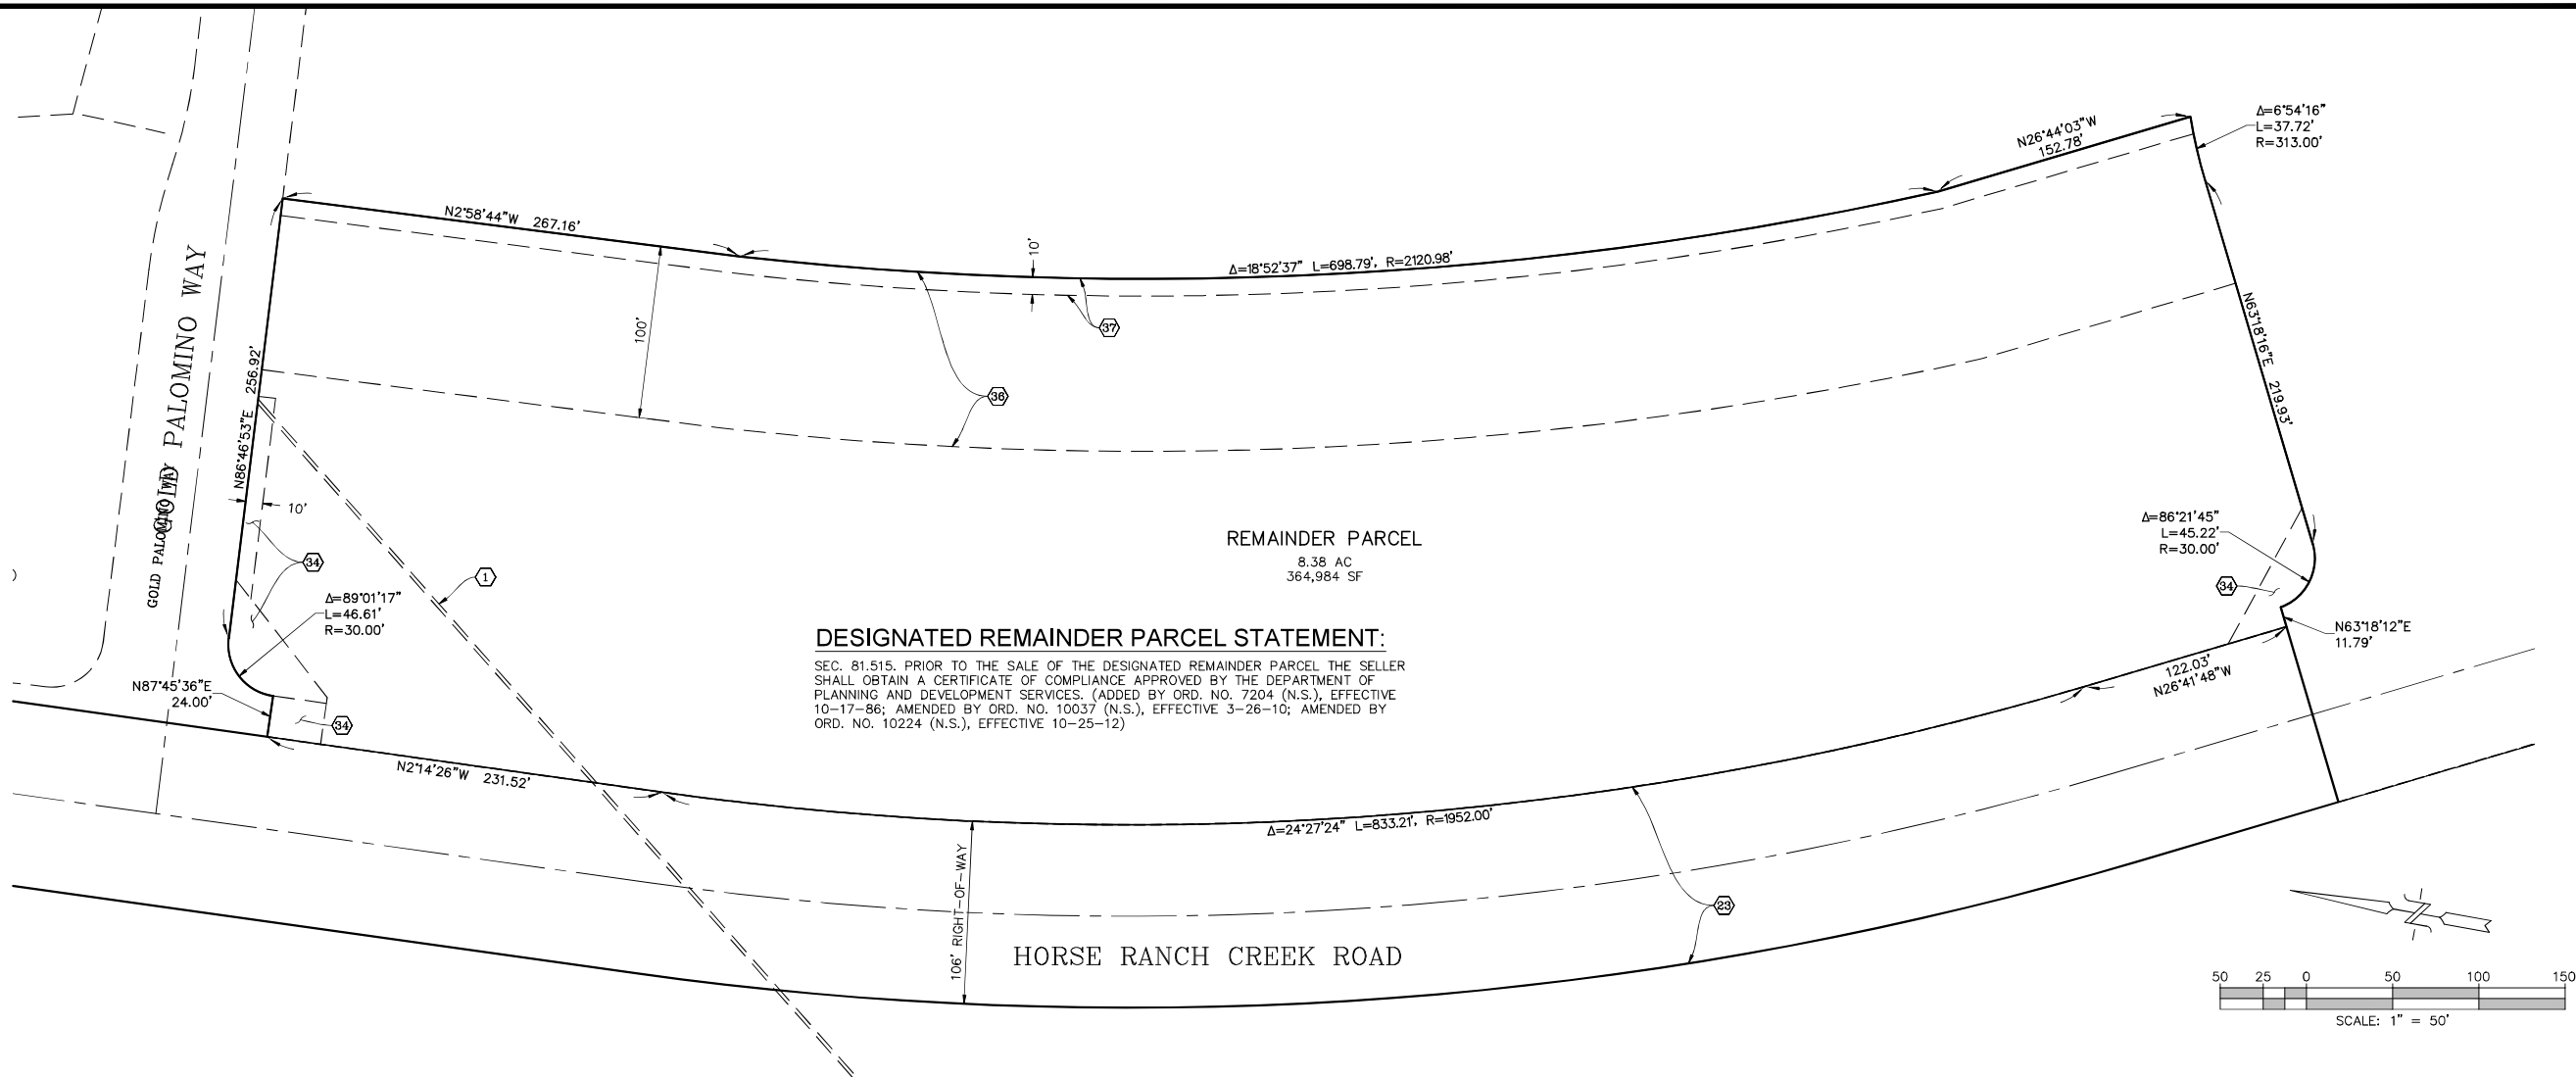 Δ=6°54'16"
L=37.72'
R=313.00'
N26°44'03"W
152.78'
N2°58'44"W 267.16'
10'
Δ=18°52'37" L=698.79', R=2120.98'
100'
37
36
N63°18'16"E 219.93'
N86°46'53"E 256.92'
GOLD PALOMINO WAY
GOLD PALOMINO WAY
10'
34
1
Δ=89°01'17"
L=46.61'
R=30.00'
N87°45'36"E
24.00'
34
REMAINDER PARCEL
8.38 AC
364,984 SF
Δ=86°21'45"
L=45.22'
R=30.00'
34
N63°18'12"E
11.79'
DESIGNATED REMAINDER PARCEL STATEMENT:
SEC. 81.515. PRIOR TO THE SALE OF THE DESIGNATED REMAINDER PARCEL THE SELLER
SHALL OBTAIN A CERTIFICATE OF COMPLIANCE APPROVED BY THE DEPARTMENT OF
PLANNING AND DEVELOPMENT SERVICES. (ADDED BY ORD. NO. 7204 (N.S.), EFFECTIVE
10-17-86; AMENDED BY ORD. NO. 10037 (N.S.), EFFECTIVE 3-26-10; AMENDED BY
ORD. NO. 10224 (N.S.), EFFECTIVE 10-25-12)
122.03'
N26°41'48"W
N2°14'26"W 231.52'
Δ=24°27'24" L=833.21', R=1952.00'
106' RIGHT-OF-WAY
23
HORSE RANCH CREEK ROAD
N
50 25 0 50 100 150
SCALE: 1" = 50'